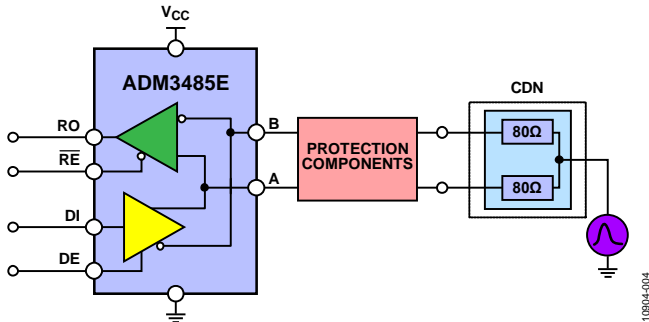 VCC
ADM3485E
CDN
RO
B
80Ω
PROTECTION
COMPONENTS
RE
A
80Ω
DI
DE
10904-004